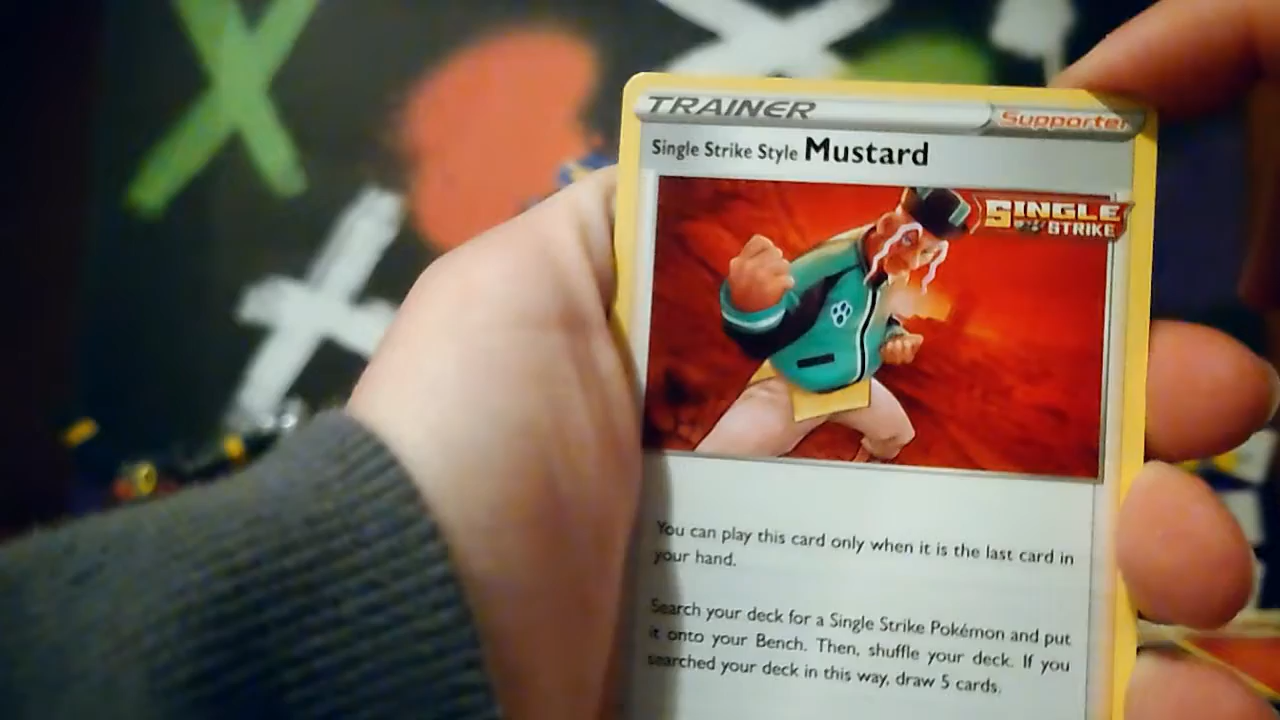 TRAINER
Supporter
Single Strike Style Mustard
SINGLE
STRIKE
You can play this card only when it is the last card in
your hand.
Search your deck for a Single Strike Pokémon and put
it onto your Bench. Then, shuffle your deck. If you
searched your deck in this way, draw 5 cards.